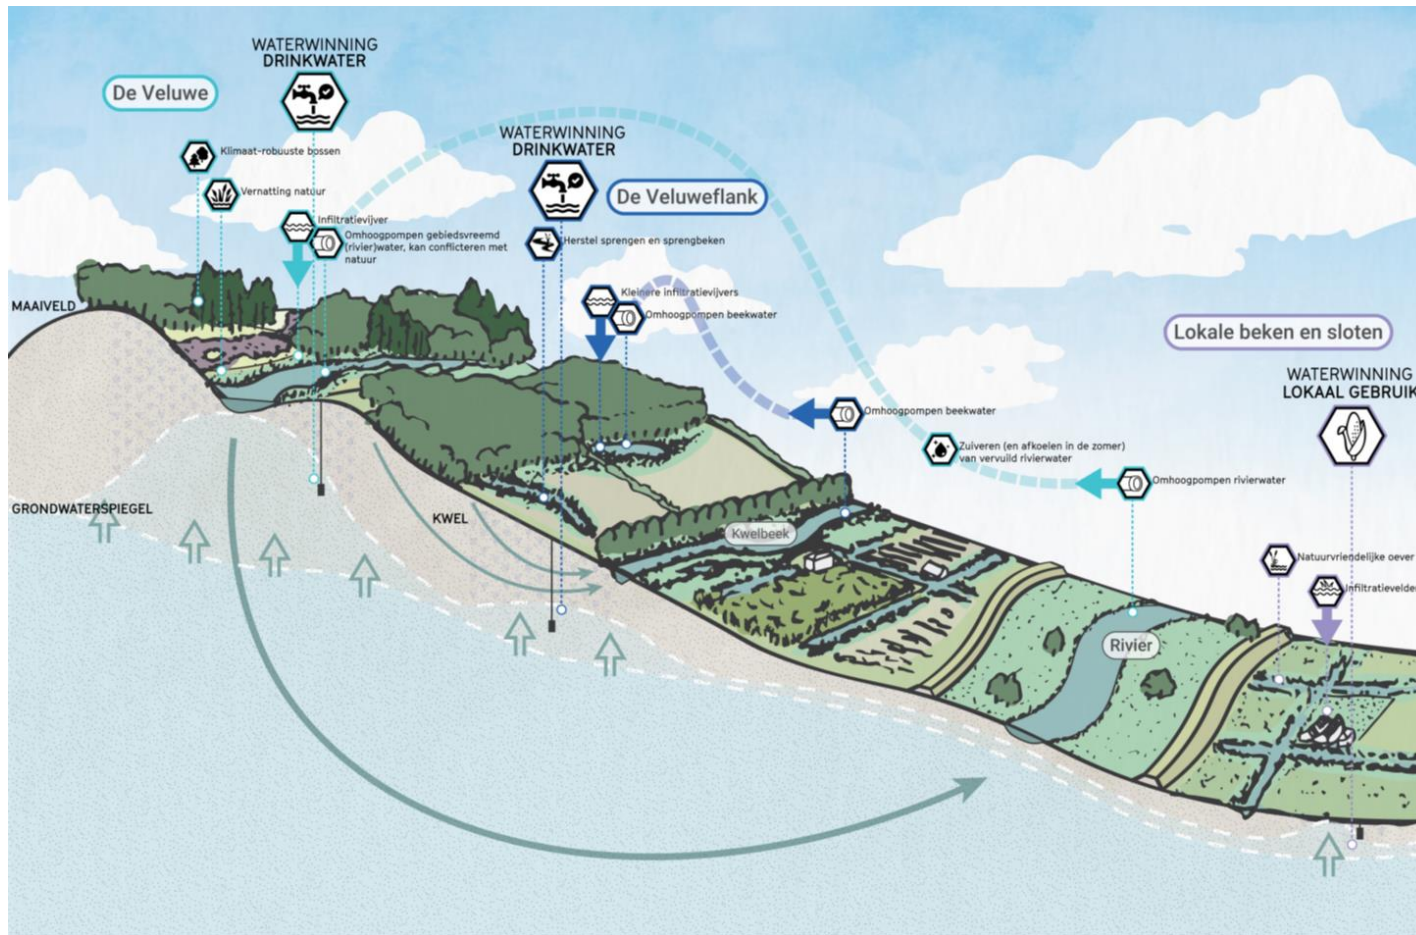 WATERWINNING
DRINKWATER
De Veluwe
Klimaat-robuuste bossen
Vernatting natuur
Infiltratievijver
Omhoogpompen gebiedsvreemd
(rivier)water, kan conflicteren met
natuur
WATERWINNING
DRINKWATER
De Veluweflank
Herstel sprengen en sprengbeken
Kleinere infiltratievijvers
Omhoogpompen beekwater
MAAIVELD
Lokale beken en sloten
WATERWINNING
LOKAAL GEBRUIK
Omhoogpompen beekwater
Zuiveren (en afkoelen in de zomer)
van vervuild rivierwater
Omhoogpompen rivierwater
GRONDWATERSPIEGEL
KWEL
Kwelbeek
Natuurvriendelijke oever
Infiltratievelde
Rivier